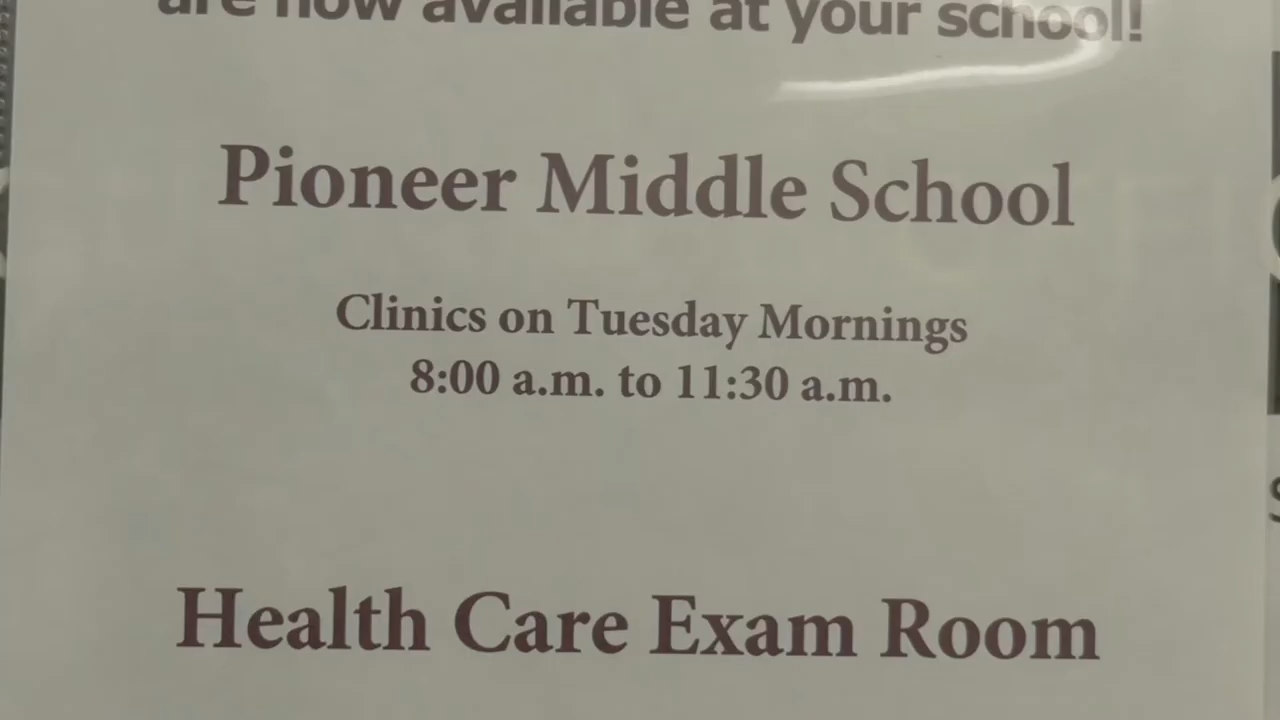 are now available at your school!
Pioneer Middle School
Clinics on Tuesday Mornings
8:00 a.m. to 11:30 a.m.
Health Care Exam Room